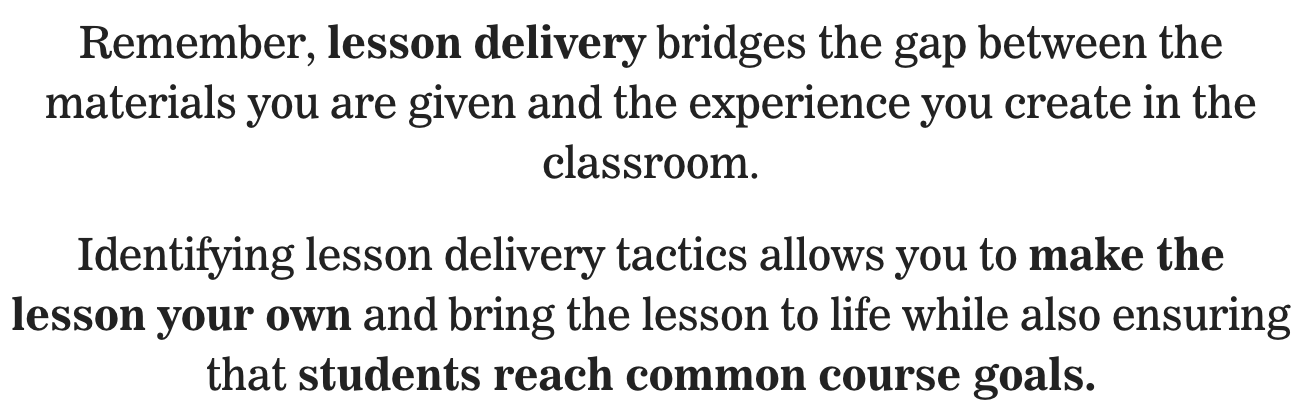 Remember, lesson delivery bridges the gap between the
materials you are given and the experience you create in the
classroom.
Identifying lesson delivery tactics allows you to make the
lesson your own and bring the lesson to life while also ensuring
that students reach common course goals.